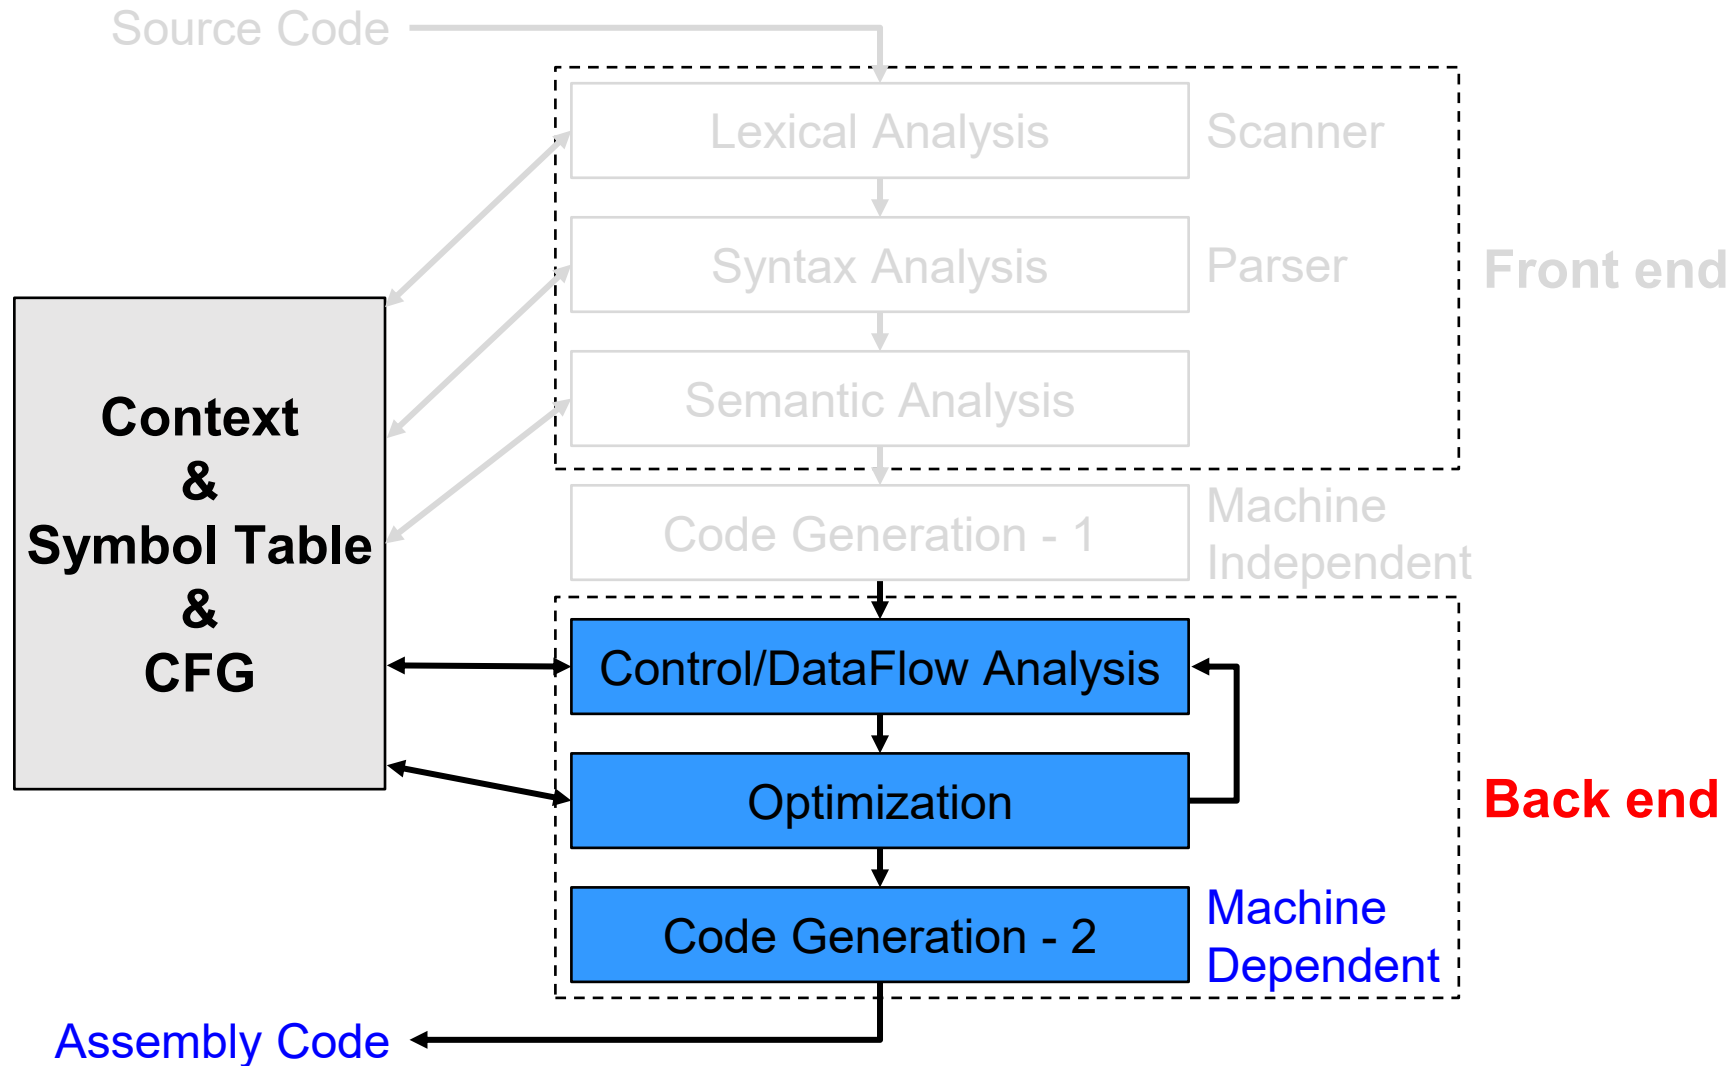 Source Code
Lexical Analysis
Scanner
Syntax Analysis
Parser
Front end
Semantic Analysis
Context
&
Symbol Table
&
CFG
Code Generation - 1
Machine
Independent
Control/DataFlow Analysis
Optimization
Back end
Code Generation - 2
Machine
Dependent
Assembly Code